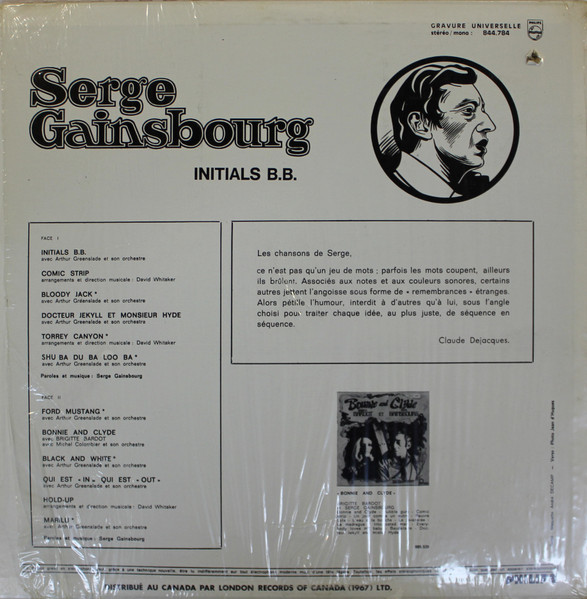 GRAVURE UNIVERSELLE
stéréo/mono : 844.784
PHILIPS
Serge
Gainsbourg
INITIALS B.B.
FACE I
INITIALS B.B.
avec Arthur Greenslade et son orchestre
COMIC STRIP
arrangements et direction musicale : David Whitaker
BLOODY JACK*
avec Arthur Greenslade et son orchestre
DOCTEUR JEKYLL ET MONSIEUR HYDE
avec Arthur Greenslade et son orchestre
TORREY CANYON*
arrangements et direction musicale : David Whitaker
SHU BA DU BA LOO BA*
avec Arthur Greenslade et son orchestre
Paroles et musique : Serge Gainsbourg
FACE II
FORD MUSTANG*
avec Arthur Greenslade et son orchestre
BONNIE AND CLYDE
avec BRIGITTE BARDOT
avec Michel Colombier et son orchestre
BLACK AND WHITE*
avec Arthur Greenslade et son orchestre
QUI EST «IN» QUI EST «OUT»
avec Arthur Greenslade et son orchestre
HOLD-UP
arrangements et direction musicale : David Whitaker
MARILU*
avec Arthur Greenslade et son orchestre
Paroles et musique : Serge Gainsbourg
Les chansons de Serge,
ce n'est pas qu'un jeu de mots ; parfois les mots coupent, ailleurs
ils brûlent. Associés aux notes et aux couleurs sonores, certains
autres jettent l'angoisse sous forme de « remembrances » étranges.
Alors pétille l'humour, interdit à d'autres qu'à lui, sous l'angle
choisi pour traiter chaque idée, au plus juste, de séquence en
séquence.
Claude Dejacques.
Bonnie and Clyde
BARDOT ET GAINSBOURG
«BONNIE AND CLYDE»
BRIGITTE BARDOT
SERGE GAINSBOURG
DISTRIBUÉ AU CANADA PAR LONDON RECORDS OF CANADA (1967) LTD.